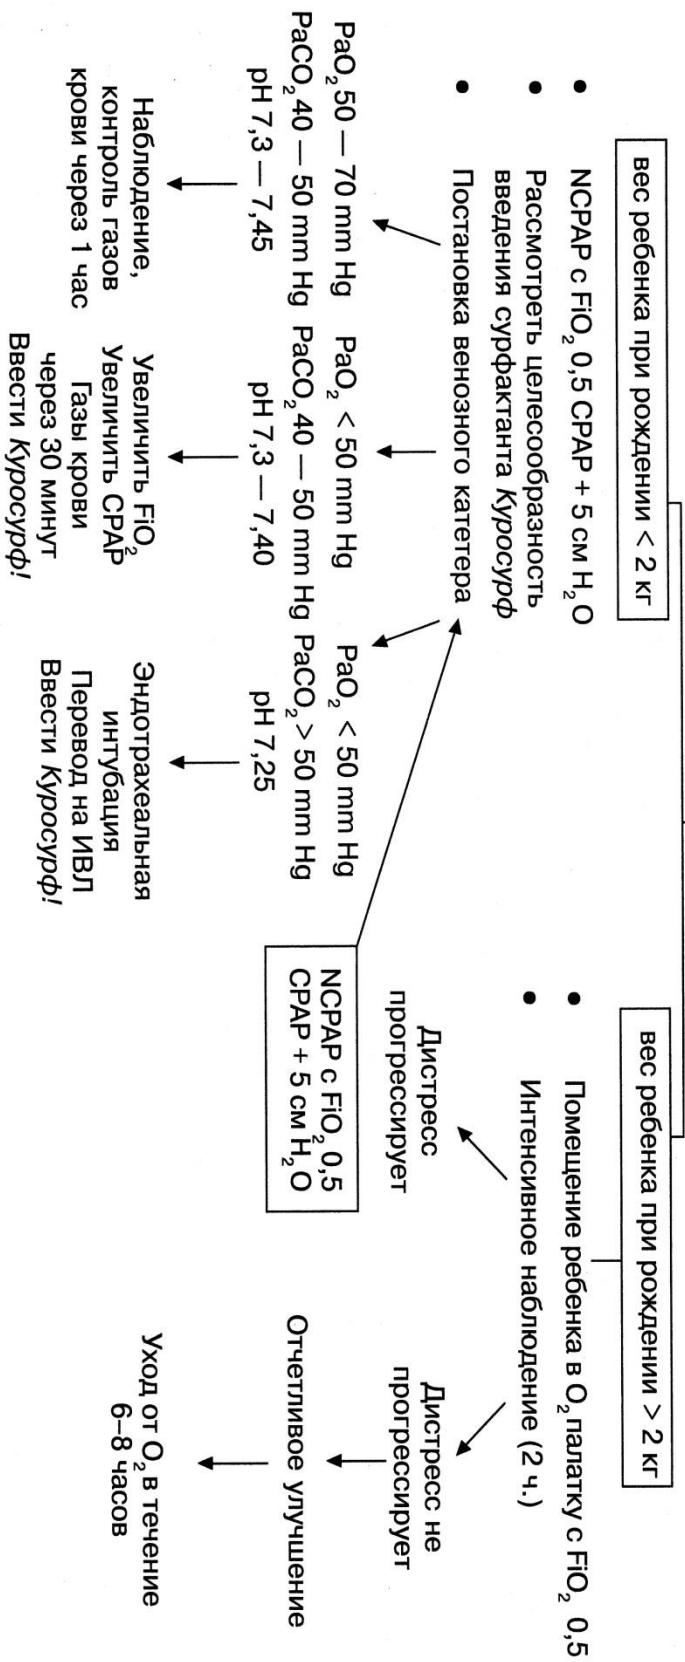 вес ребенка при рождении < 2 кг
• NCPAP с FiO₂ 0,5 CPAP + 5 см H₂O
• Рассмотреть целесообразность
введения сурфактанта Куросурф
• Постановка венозного катетера
PaO₂ 50 — 70 mm Hg
PaCO₂ 40 — 50 mm Hg
pH 7,3 — 7,45
Наблюдение,
контроль газов
крови через 1 час
PaO₂ < 50 mm Hg
PaCO₂ 40 — 50 mm Hg
pH 7,3 — 7,40
Увеличить FiO₂
Увеличить CPAP
Газы крови
через 30 минут
Ввести Куросурф!
PaO₂ < 50 mm Hg
PaCO₂ > 50 mm Hg
pH 7,25
Эндотрахеальная
интубация
Перевод на ИВЛ
Ввести Куросурф!
вес ребенка при рождении > 2 кг
• Помещение ребенка в O₂ палатку с FiO₂ 0,5
• Интенсивное наблюдение (2 ч.)
Дистресс
прогрессирует
NCPAP с FiO₂ 0,5
CPAP + 5 см H₂O
Дистресс не
прогрессирует
Отчетливое улучшение
Уход от O₂ в течение
6–8 часов